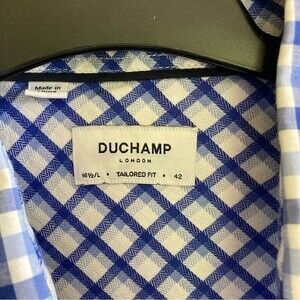 Made in
DUCHAMP
LONDON
16½/L • TAILORED FIT • 42